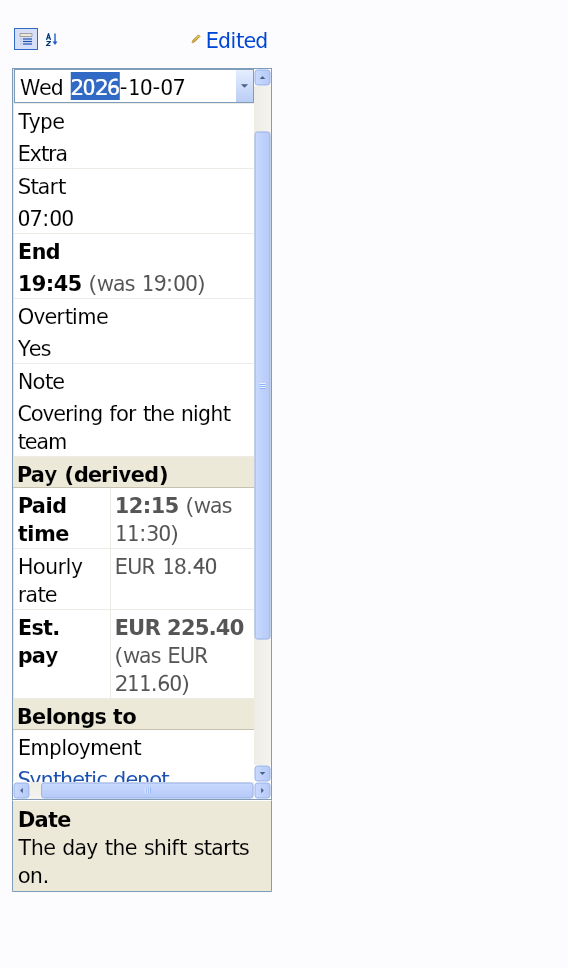 Edited
Wed 2026-10-07
Type
Extra
Start
07:00
End
19:45 (was 19:00)
Overtime
Yes
Note
Covering for the night
team
Pay (derived)
Paid
time
12:15 (was
11:30)
Hourly
rate
EUR 18.40
Est.
pay
EUR 225.40
(was EUR
211.60)
Belongs to
Employment
Synthetic depot
Date
The day the shift starts
on.